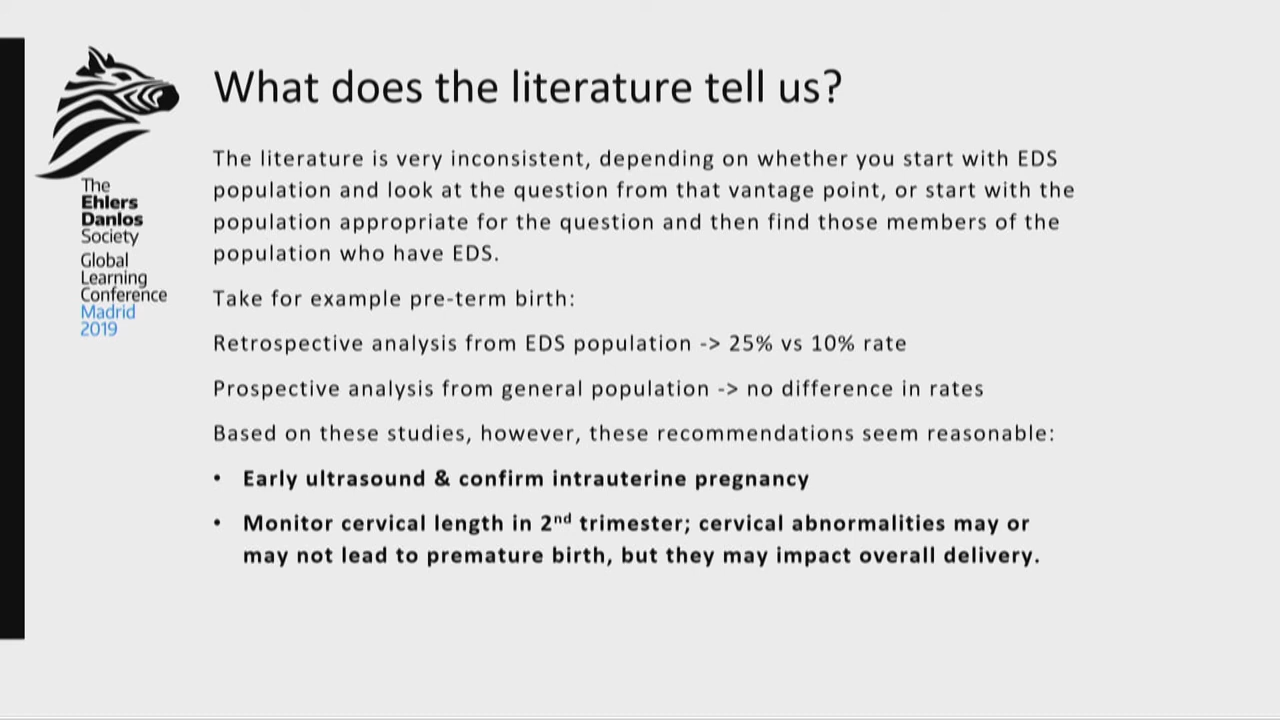 What does the literature tell us?
The literature is very inconsistent, depending on whether you start with EDS
population and look at the question from that vantage point, or start with the
population appropriate for the question and then find those members of the
population who have EDS.
Take for example pre-term birth:
Retrospective analysis from EDS population -> 25% vs 10% rate
Prospective analysis from general population -> no difference in rates
Based on these studies, however, these recommendations seem reasonable:
• Early ultrasound & confirm intrauterine pregnancy
• Monitor cervical length in 2nd trimester; cervical abnormalities may or
may not lead to premature birth, but they may impact overall delivery.
The
Ehlers
Danlos
Society
Global
Learning
Conference
Madrid
2019